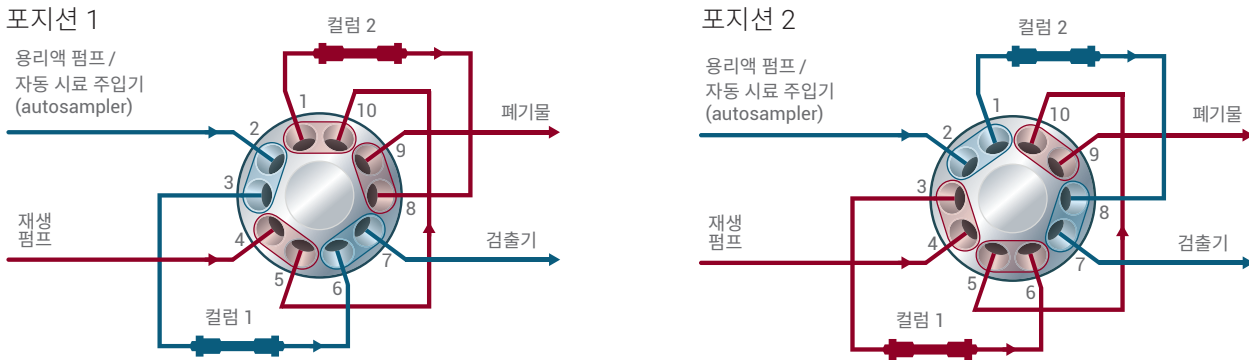 포지션 1
컬럼 2
용리액 펌프 /
자동 시료 주입기
(autosampler)
1
10
폐기물
2
9
3
8
재생
펌프
4
검출기
7
5
6
컬럼 1
포지션 2
컬럼 2
용리액 펌프 /
자동 시료 주입기
(autosampler)
1
10
폐기물
2
9
3
8
재생
펌프
4
검출기
7
5
6
컬럼 1